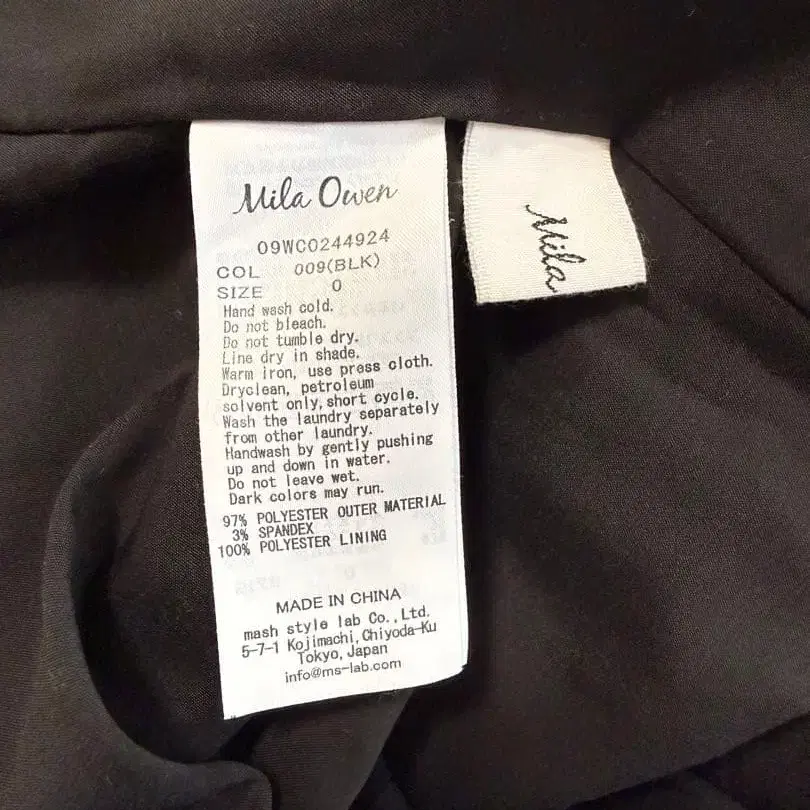 Mila Owen
09WCO244924
COL 009(BLK)
SIZE 0
Hand wash cold.
Do not bleach.
Do not tumble dry.
Line dry in shade.
Warm iron, use press cloth.
Dryclean, petroleum
solvent only, short cycle.
Wash the laundry separately
from other laundry.
Handwash by gently pushing
up and down in water.
Do not leave wet.
Dark colors may run.
97% POLYESTER OUTER MATERIAL
3% SPANDEX
100% POLYESTER LINING
MADE IN CHINA
mash style lab Co., Ltd.
5-7-1 Kojimachi, Chiyoda-Ku
Tokyo, Japan
info@ms-lab.com
Mila